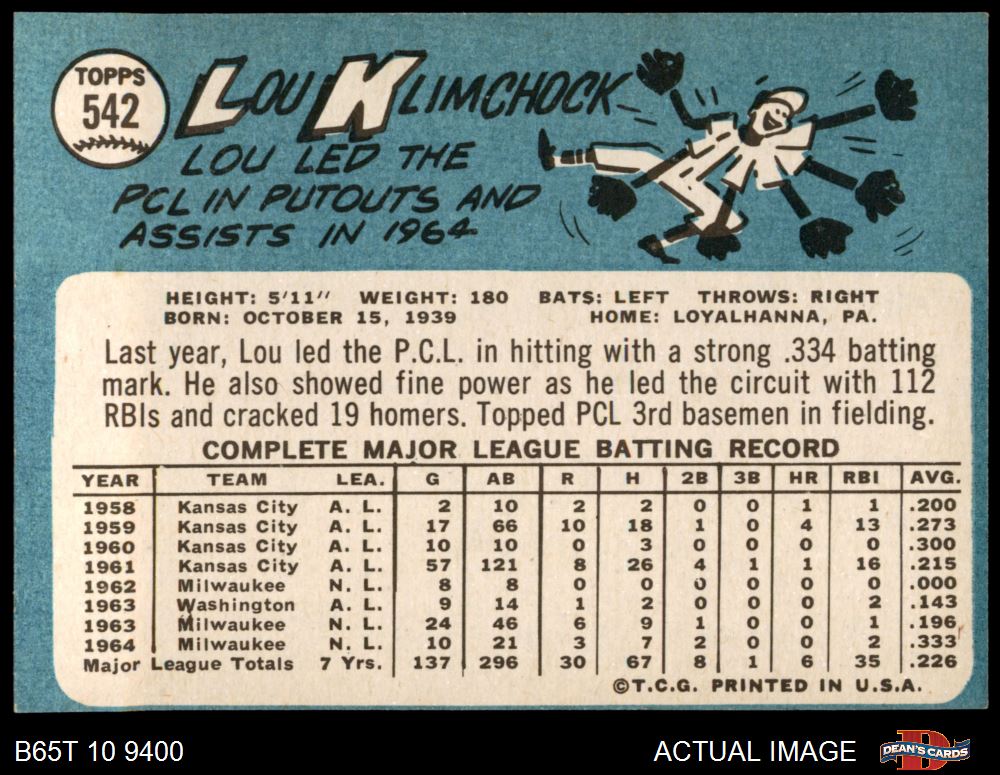 TOPPS
542
LOU KLIMCHOCK
LOU LED THE
PCL IN PUTOUTS AND
ASSISTS IN 1964
HEIGHT: 5'11" WEIGHT: 180 BATS: LEFT THROWS: RIGHT
BORN: OCTOBER 15, 1939 HOME: LOYALHANNA, PA.
Last year, Lou led the P.C.L. in hitting with a strong .334 batting
mark. He also showed fine power as he led the circuit with 112
RBIs and cracked 19 homers. Topped PCL 3rd basemen in fielding.
COMPLETE MAJOR LEAGUE BATTING RECORD
YEAR TEAM LEA. G AB R H 2B 3B HR RBI AVG.
1958 Kansas City A. L. 2 10 2 2 0 0 1 1 .200
1959 Kansas City A. L. 17 66 10 18 1 0 4 13 .273
1960 Kansas City A. L. 10 10 0 3 0 0 0 0 .300
1961 Kansas City A. L. 57 121 8 26 4 1 1 16 .215
1962 Milwaukee N. L. 8 8 0 0 0 0 0 0 .000
1963 Washington A. L. 9 14 1 2 0 0 0 2 .143
1963 Milwaukee N. L. 24 46 6 9 1 0 0 1 .196
1964 Milwaukee N. L. 10 21 3 7 2 0 0 2 .333
Major League Totals 7 Yrs. 137 296 30 67 8 1 6 35 .226
©T.C.G. PRINTED IN U.S.A.
B65T 10 9400 ACTUAL IMAGE
DEAN'S CARDS